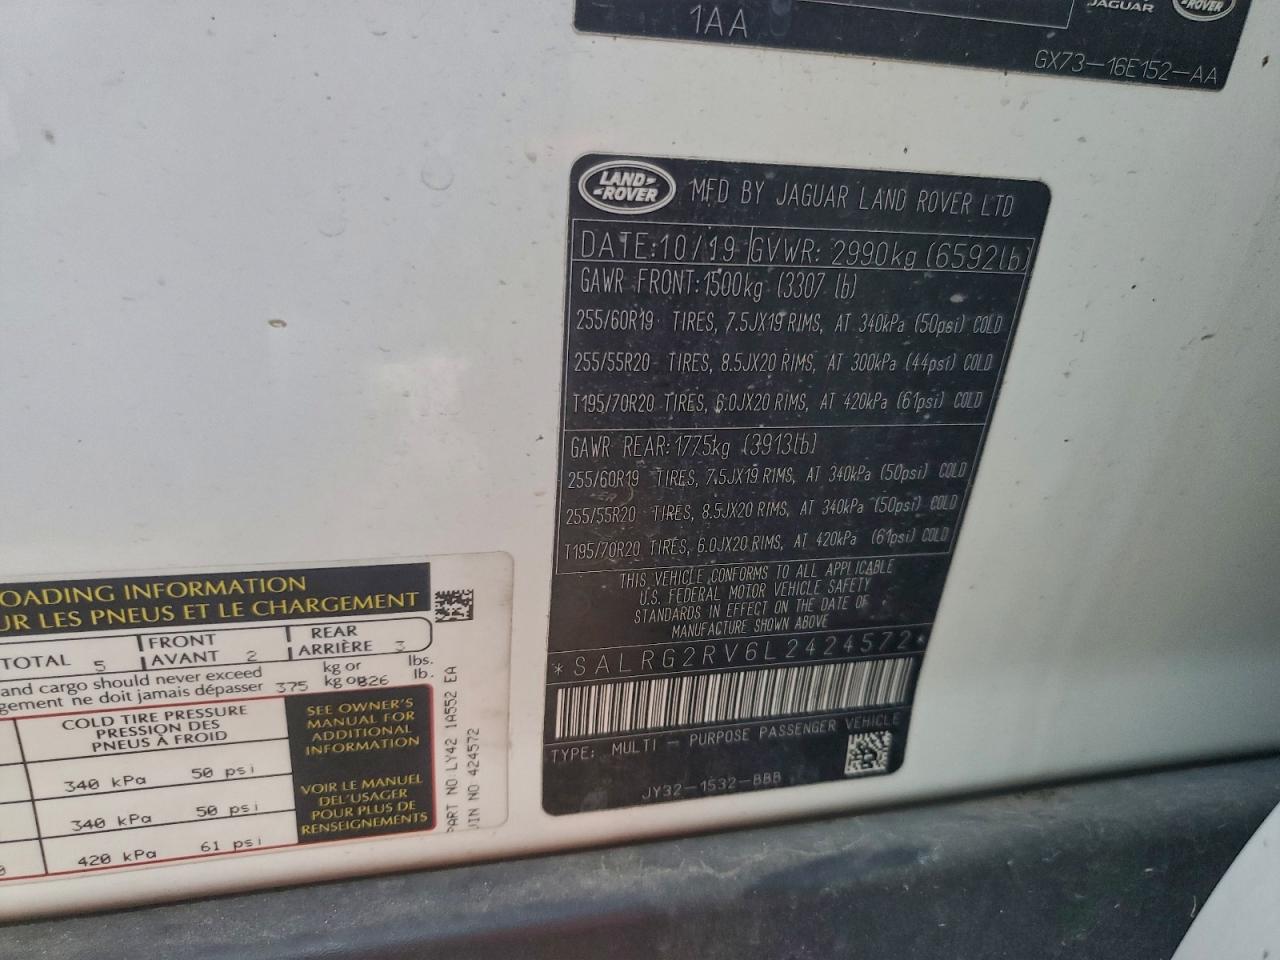 1AA
JAGUAR
ROVER
GX73-16E152-AA
LAND-
-ROVER
MFD BY JAGUAR LAND ROVER LTD
DATE:10/19 GVWR: 2990kg (6592lb)
GAWR FRONT:1500kg (3307 lb)
255/60R19 TIRES, 7.5JX19 RIMS, AT 340kPa (50psi) COLD
255/55R20 TIRES, 8.5JX20 RIMS, AT 300kPa (44psi) COLD
T195/70R20 TIRES, 6.0JX20 RIMS, AT 420kPa (61psi) COLD
GAWR REAR:1775kg (3913lb)
255/60R19 TIRES, 7.5JX19 RIMS, AT 340kPa (50psi) COLD
255/55R20 TIRES, 8.5JX20 RIMS, AT 340kPa (50psi) COLD
T195/70R20 TIRES, 6.0JX20 RIMS, AT 420kPa (61psi) COLD
THIS VEHICLE CONFORMS TO ALL APPLICABLE
U.S. FEDERAL MOTOR VEHICLE SAFETY
STANDARDS IN EFFECT ON THE DATE OF
MANUFACTURE SHOWN ABOVE
*SALRG2RV6L2424572*
TYPE: MULTI - PURPOSE PASSENGER VEHICLE
JY32-1532-BBB
OADING INFORMATION
UR LES PNEUS ET LE CHARGEMENT
TOTAL 5 FRONT AVANT 2 REAR ARRIÈRE 3
and cargo should never exceed kg or lbs.
gement ne doit jamais dépasser 375 kg ou 826 lb.
COLD TIRE PRESSURE
PRESSION DES
PNEUS À FROID
340 kPa 50 psi
340 kPa 50 psi
420 kPa 61 psi
SEE OWNER'S
MANUAL FOR
ADDITIONAL
INFORMATION
VOIR LE MANUEL
DEL'USAGER
POUR PLUS DE
RENSEIGNEMENTS
PART NO:LY42 1A552 EA
VIN NO 424572